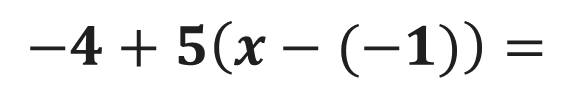 −4 + 5(x − (−1)) =